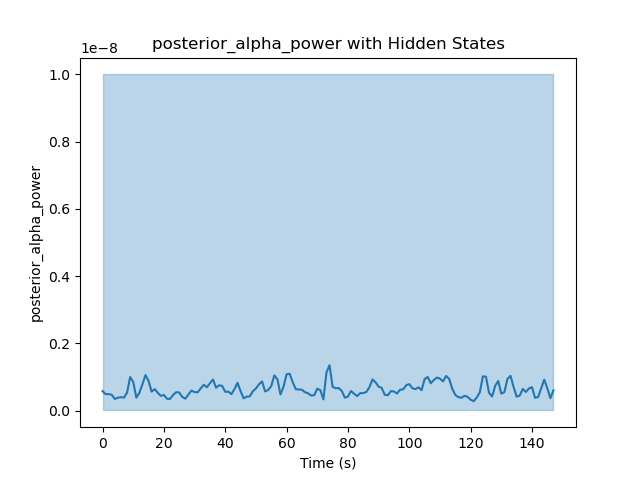 posterior_alpha_power with Hidden States
1e−8
1.0
0.8
0.6
0.4
0.2
0.0
posterior_alpha_power
0 20 40 60 80 100 120 140
Time (s)